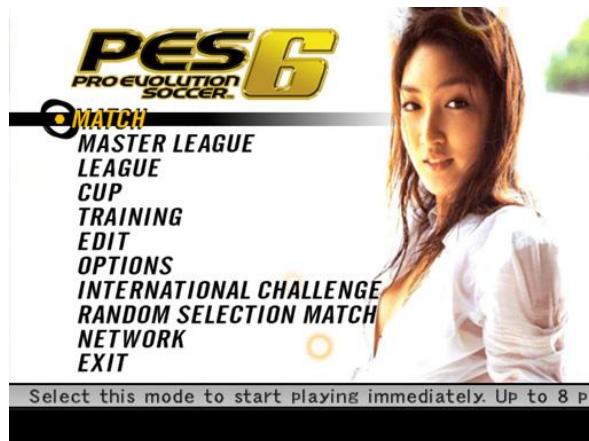 PES 6
PRO EVOLUTION
SOCCER™
MATCH
MASTER LEAGUE
LEAGUE
CUP
TRAINING
EDIT
OPTIONS
INTERNATIONAL CHALLENGE
RANDOM SELECTION MATCH
NETWORK
EXIT
Select this mode to start playing immediately. Up to 8 p